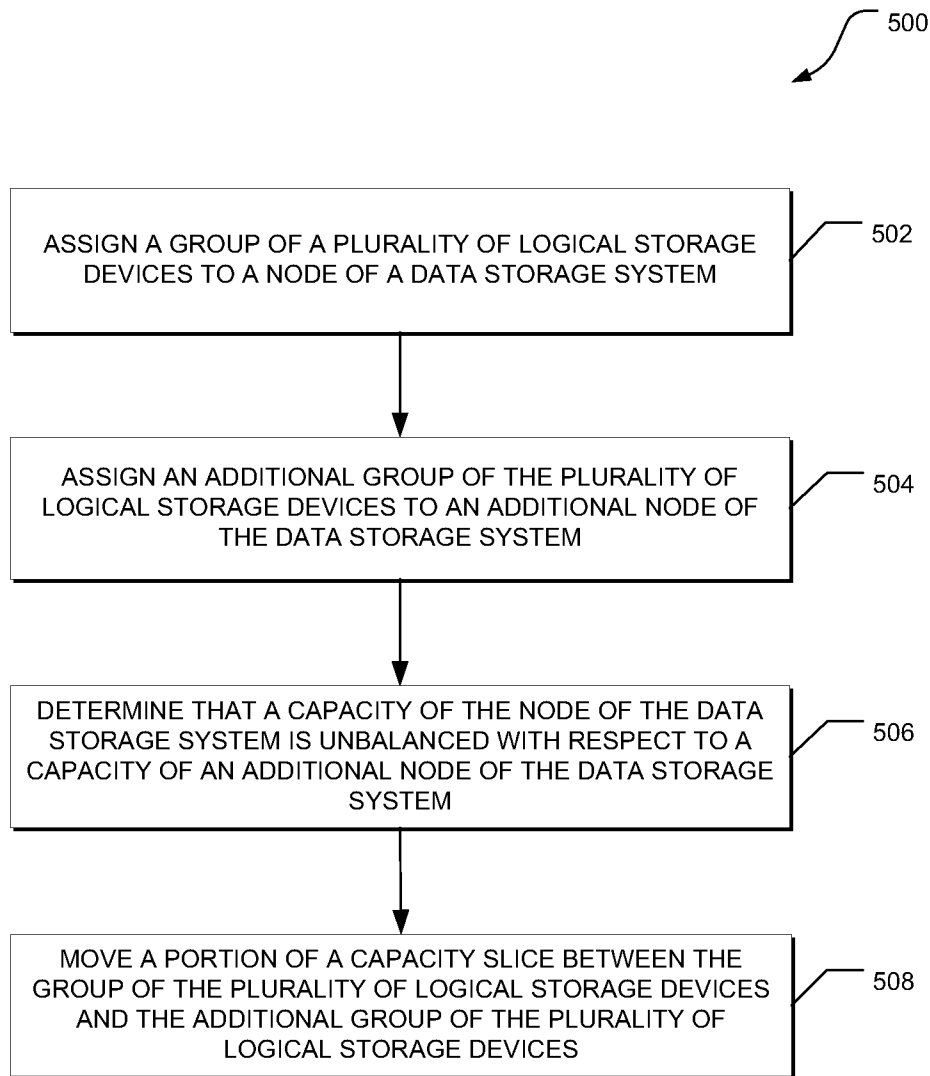 500
ASSIGN A GROUP OF A PLURALITY OF LOGICAL STORAGE
DEVICES TO A NODE OF A DATA STORAGE SYSTEM
502
ASSIGN AN ADDITIONAL GROUP OF THE PLURALITY OF
LOGICAL STORAGE DEVICES TO AN ADDITIONAL NODE OF
THE DATA STORAGE SYSTEM
504
DETERMINE THAT A CAPACITY OF THE NODE OF THE DATA
STORAGE SYSTEM IS UNBALANCED WITH RESPECT TO A
CAPACITY OF AN ADDITIONAL NODE OF THE DATA STORAGE
SYSTEM
506
MOVE A PORTION OF A CAPACITY SLICE BETWEEN THE
GROUP OF THE PLURALITY OF LOGICAL STORAGE DEVICES
AND THE ADDITIONAL GROUP OF THE PLURALITY OF
LOGICAL STORAGE DEVICES
508